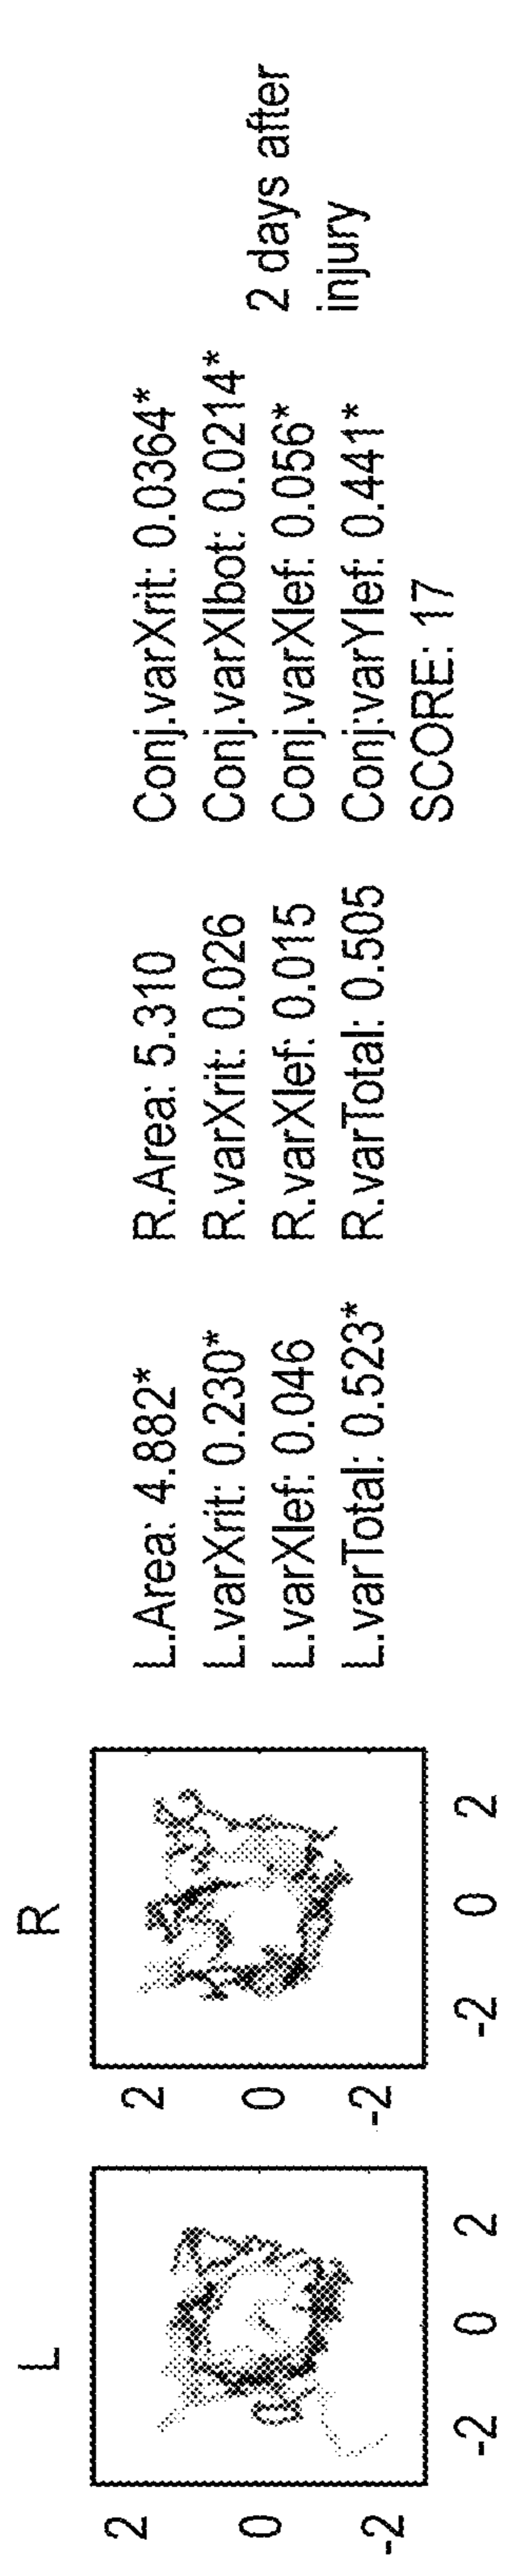 L
2
0
-2
-2
0
2
R
2
0
-2
-2
0
2
L.Area: 4.882*
L.varXrit: 0.230*
L.varXlef: 0.046
L.varTotal: 0.523*
R.Area: 5.310
R.varXrit: 0.026
R.varXlef: 0.015
R.varTotal: 0.505
Conj.varXrit: 0.0364*
Conj.varXlbot: 0.0214*
Conj.varXlef: 0.056*
Conj:varYlef: 0.441*
SCORE: 17
2 days after
injury